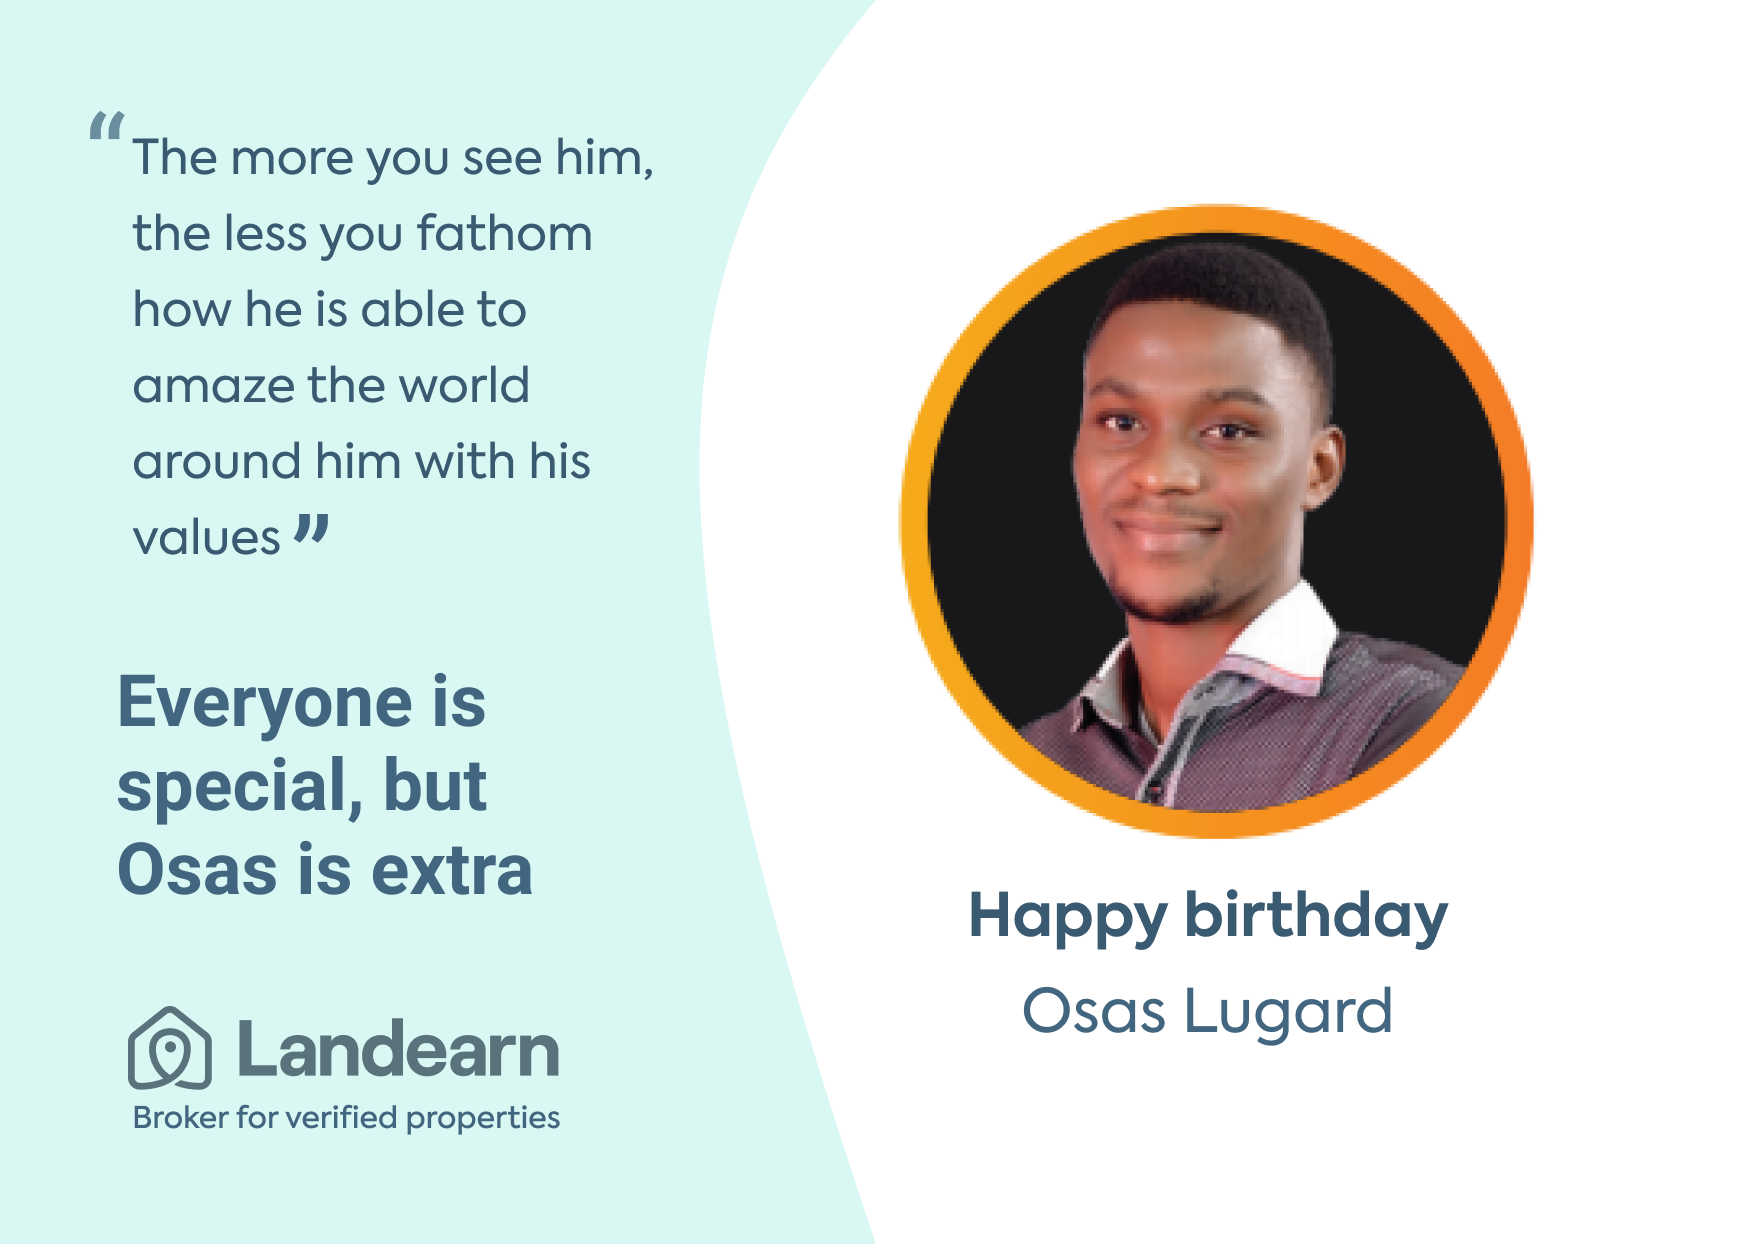 “The more you see him,
the less you fathom
how he is able to
amaze the world
around him with his
values”
Everyone is
special, but
Osas is extra
Landearn
Broker for verified properties
Happy birthday
Osas Lugard